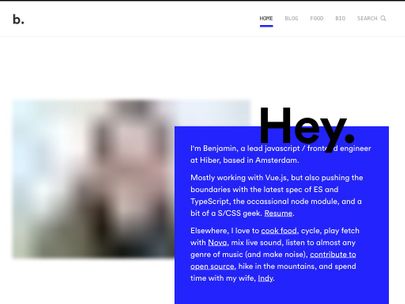 b.
HOME BLOG FOOD BIO SEARCH
Hey.
I'm Benjamin, a lead javascript / frontend engineer
at Hiber, based in Amsterdam.
Mostly working with Vue.js, but also pushing the
boundaries with the latest spec of ES and
TypeScript, the occasional node module, and a
bit of a S/CSS geek. Resume.
Elsewhere, I love to cook food, cycle, play fetch
with Nova, mix live sound, listen to almost any
genre of music (and make noise), contribute to
open source, hike in the mountains, and spend
time with my wife, Indy.